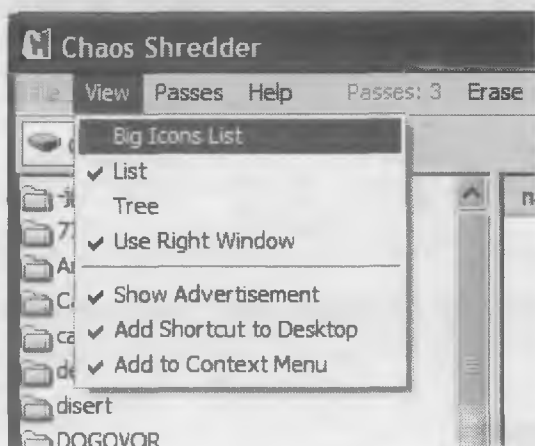 Chaos Shredder
File View Passes Help Passes: 3 Erase
Big Icons List
List
Tree
Use Right Window
Show Advertisement
Add Shortcut to Desktop
Add to Context Menu
disert
DOGOVOR